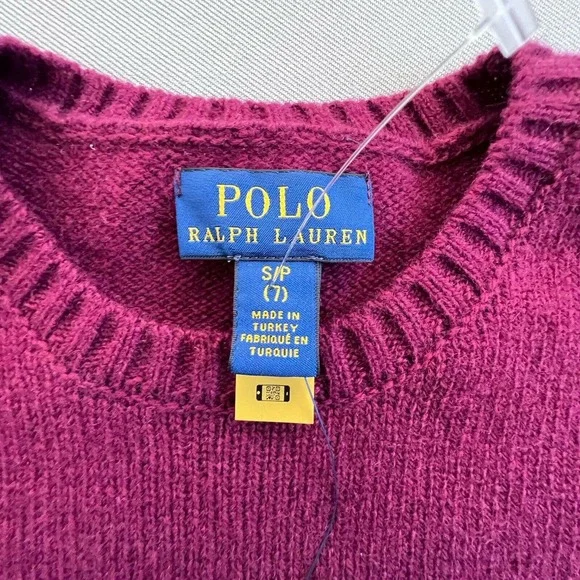 POLO
RALPH LAUREN
S/P
(7)
MADE IN
TURKEY
FABRIQUÉ EN
TURQUIE